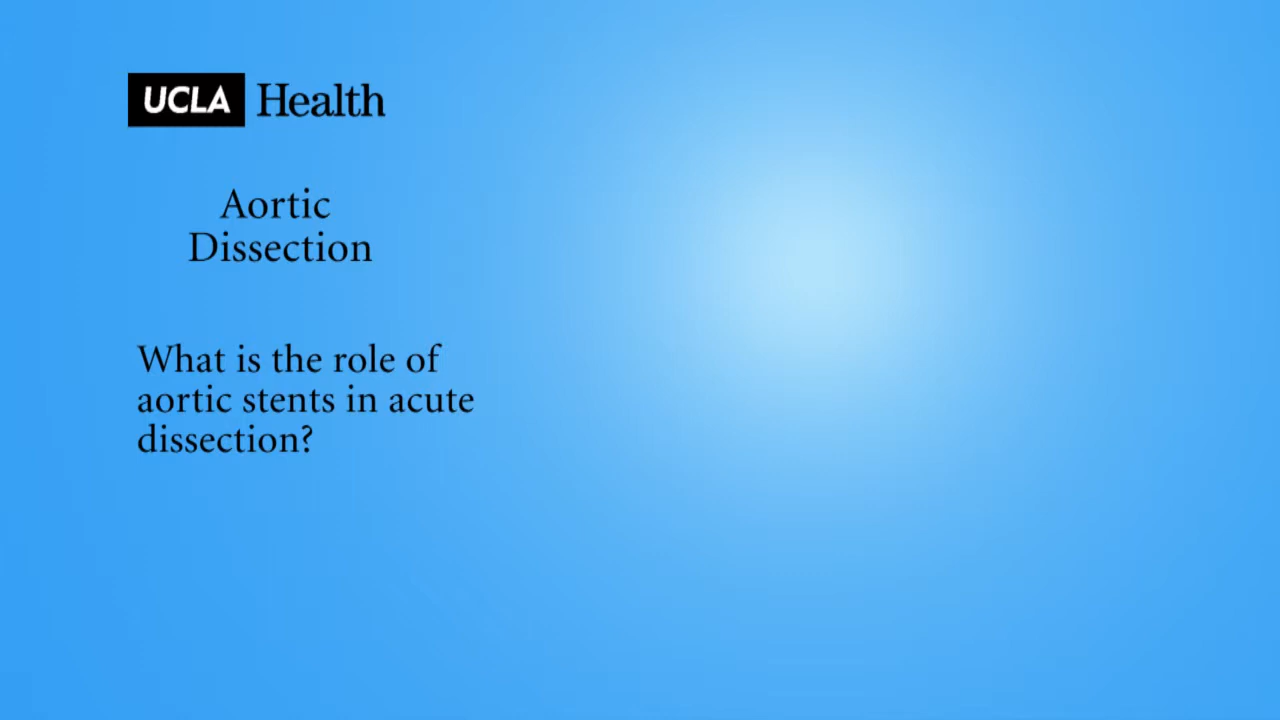 UCLA Health
Aortic
Dissection
What is the role of
aortic stents in acute
dissection?